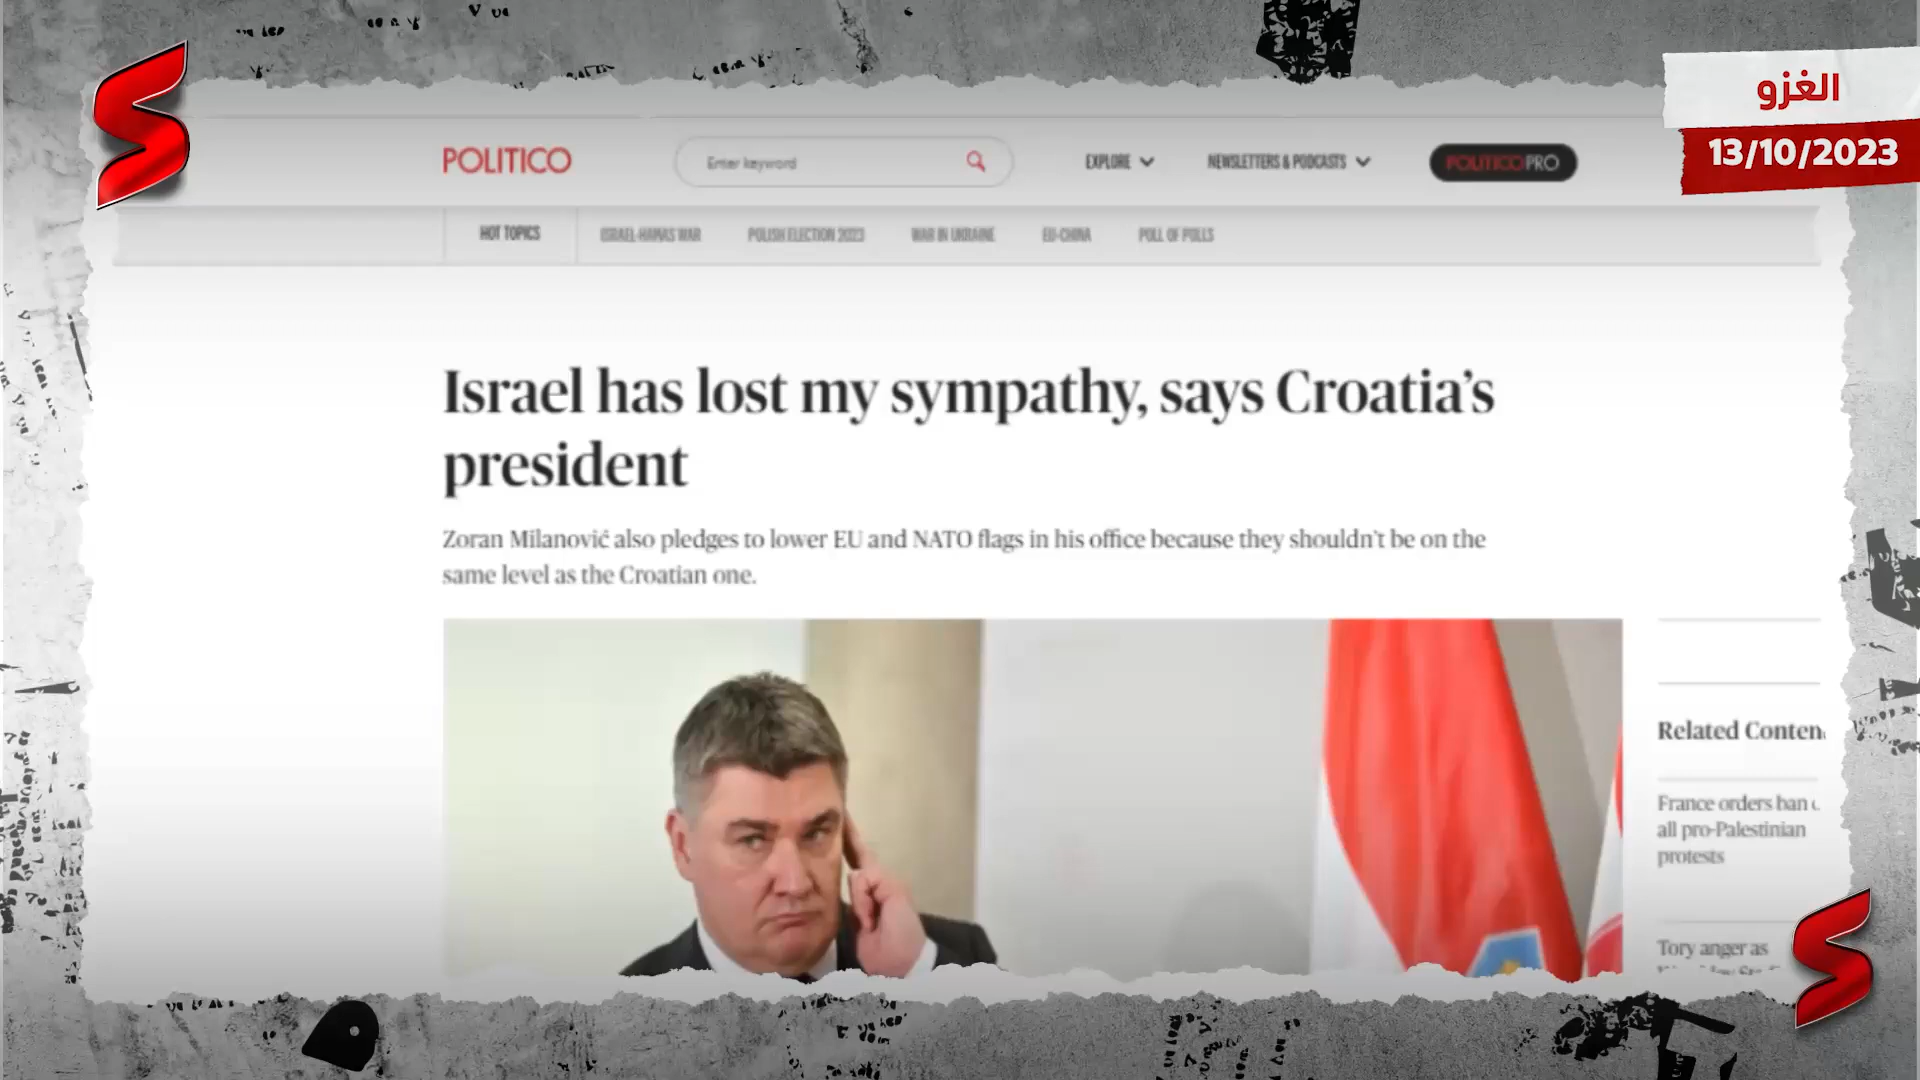 الغزو
13/10/2023
POLITICO
Enter keyword
EXPLORE
NEWSLETTERS & PODCASTS
POLITICO PRO
HOT TOPICS
ISRAEL-HAMAS WAR
POLISH ELECTION 2023
WAR IN UKRAINE
EU-CHINA
POLL OF POLLS
Israel has lost my sympathy, says Croatia's
president
Zoran Milanović also pledges to lower EU and NATO flags in his office because they shouldn't be on the
same level as the Croatian one.
Related Conten
France orders ban
all pro-Palestinian
protests
Tory anger as